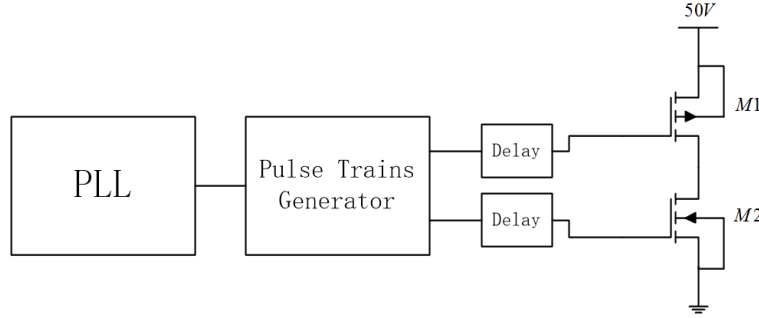 50V
M1
PLL
Pulse Trains
Generator
Delay
Delay
M2